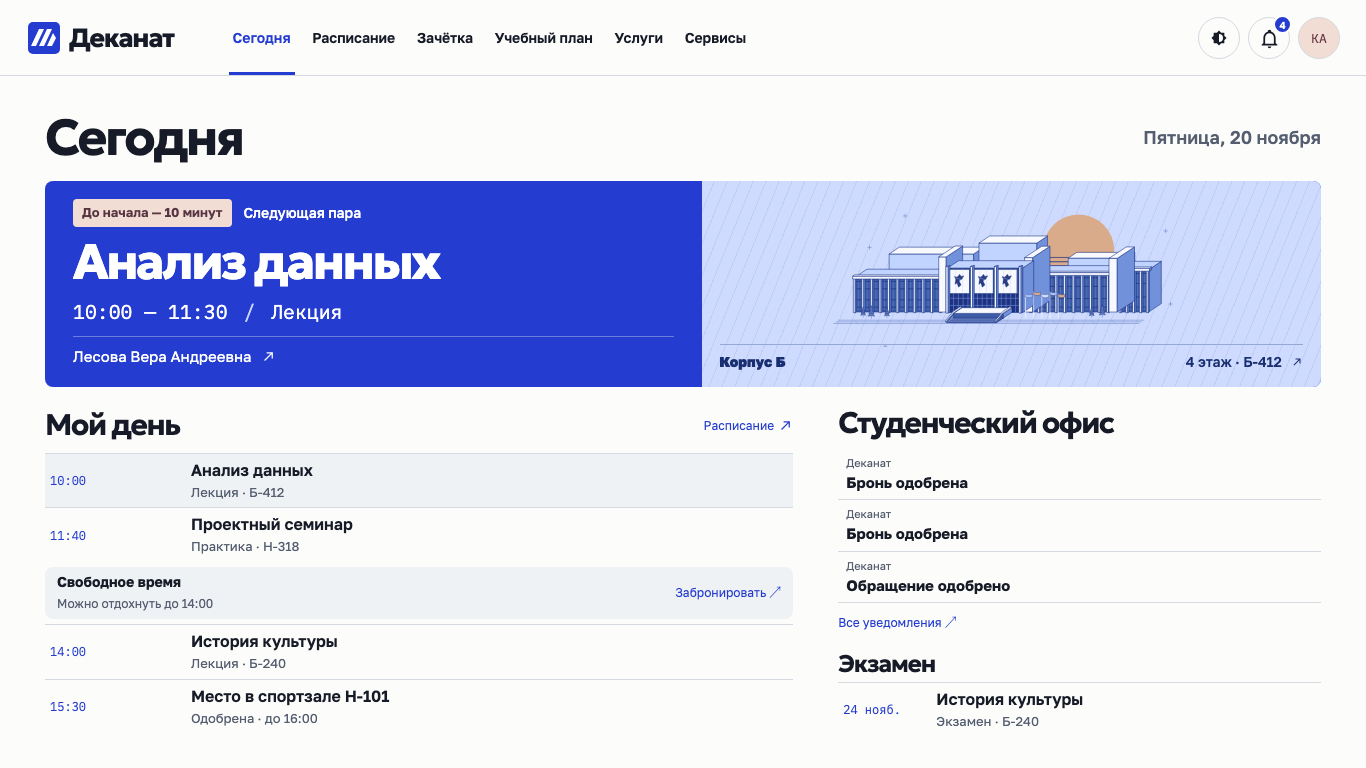 Деканат
Сегодня
Расписание
Зачётка
Учебный план
Услуги
Сервисы
4
КА
Сегодня
Пятница, 20 ноября
До начала — 10 минут
Следующая пара
Анализ данных
10:00 — 11:30 / Лекция
Лесова Вера Андреевна ↗
Корпус Б
4 этаж · Б-412 ↗
Мой день
Расписание ↗
10:00
Анализ данных
Лекция · Б-412
11:40
Проектный семинар
Практика · Н-318
Свободное время
Можно отдохнуть до 14:00
Забронировать ↗
14:00
История культуры
Лекция · Б-240
15:30
Место в спортзале Н-101
Одобрена · до 16:00
Студенческий офис
Деканат
Бронь одобрена
Деканат
Бронь одобрена
Деканат
Обращение одобрено
Все уведомления ↗
Экзамен
24 нояб.
История культуры
Экзамен · Б-240